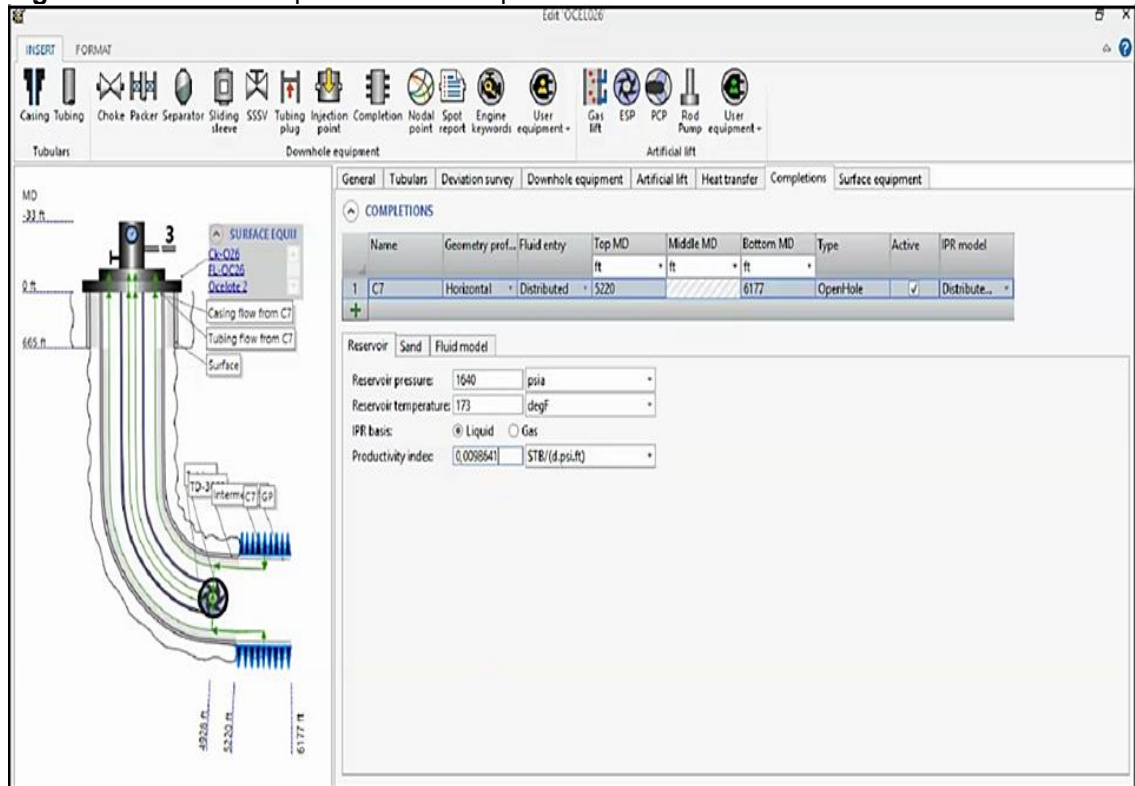 Edit 'OCEL026'
INSERT FORMAT
Casing Tubing Choke Packer Separator Sliding sleeve SSSV Tubing plug Injection point Completion Nodal point Spot report Engine keywords User equipment Gas lift ESP PCP Rod Pump User equipment
Tubulars Downhole equipment Artificial lift
General Tubulars Deviation survey Downhole equipment Artificial lift Heat transfer Completions Surface equipment
COMPLETIONS
Name Geometry prof... Fluid entry Top MD Middle MD Bottom MD Type Active IPR model
ft ft ft
1 C7 Horizontal Distributed 5220 6177 OpenHole Distribute...
Reservoir Sand Fluid model
Reservoir pressure: 1640 psia
Reservoir temperature: 173 degF
IPR basis: Liquid Gas
Productivity index: 0,0098641 STB/(d.psi.ft)
MD
-33 ft
3
SURFACE EQUI
Ck-O26
FL-OC26
Ocelote 2
0 ft
Casing flow from C7
Tubing flow from C7
665 ft
Surface
TD-3
Interm C7 GP
4926 ft
5220 ft
6177 ft